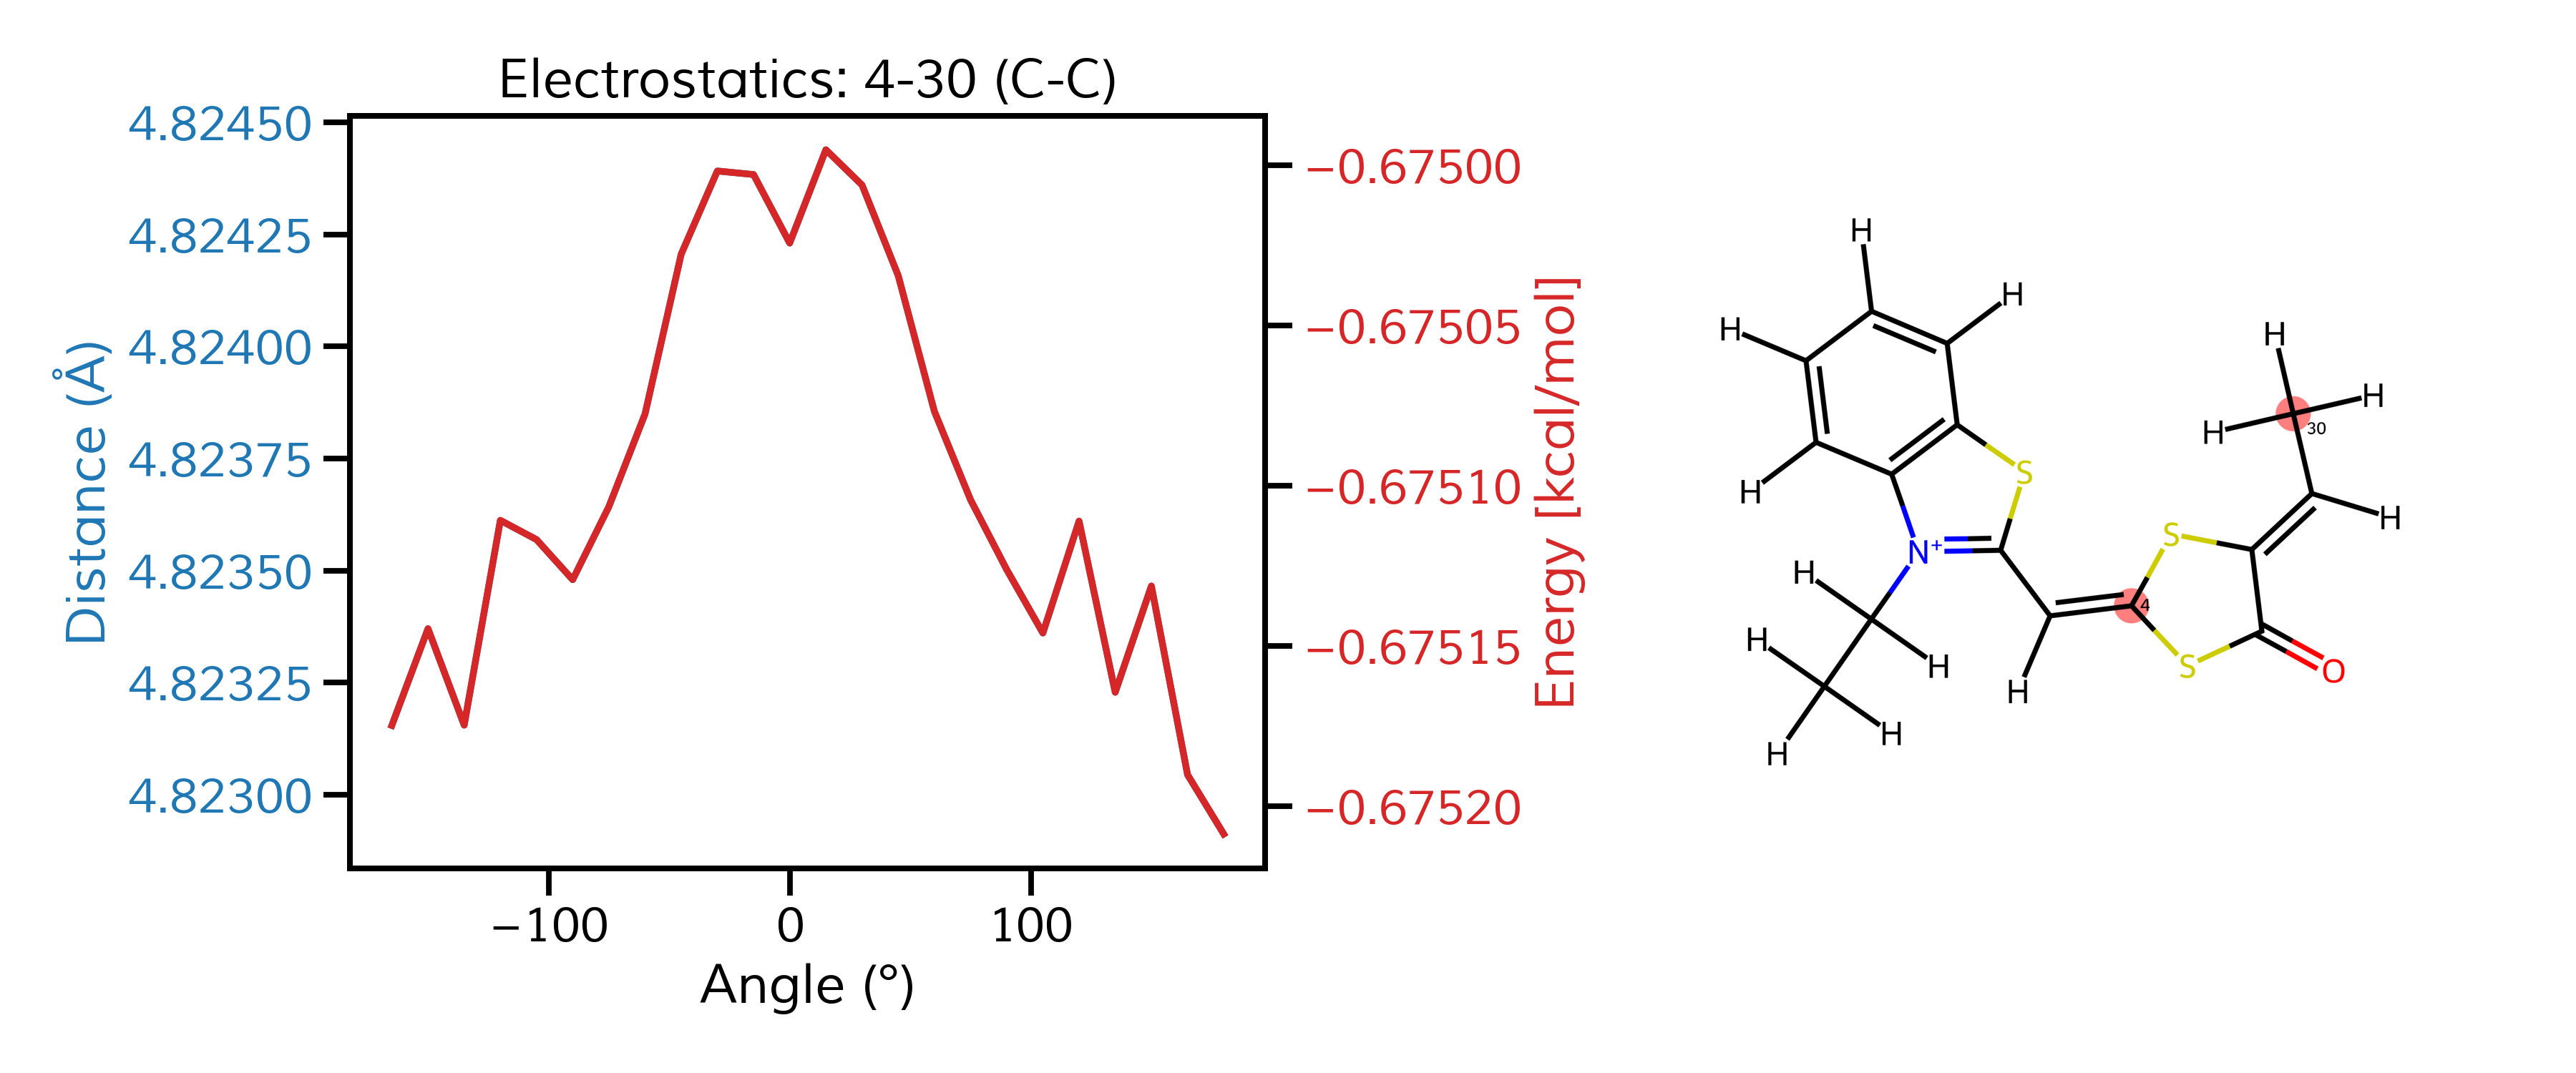 Electrostatics: 4-30 (C-C)
4.82450
4.82425
4.82400
4.82375
4.82350
4.82325
4.82300
Distance (Å)
−100
0
100
Angle (°)
−0.67500
−0.67505
−0.67510
−0.67515
−0.67520
Energy [kcal/mol]
H
H
H
H
H
H
H
30
S
H
S
N+
H
4
H
H
S
O
H
H
H